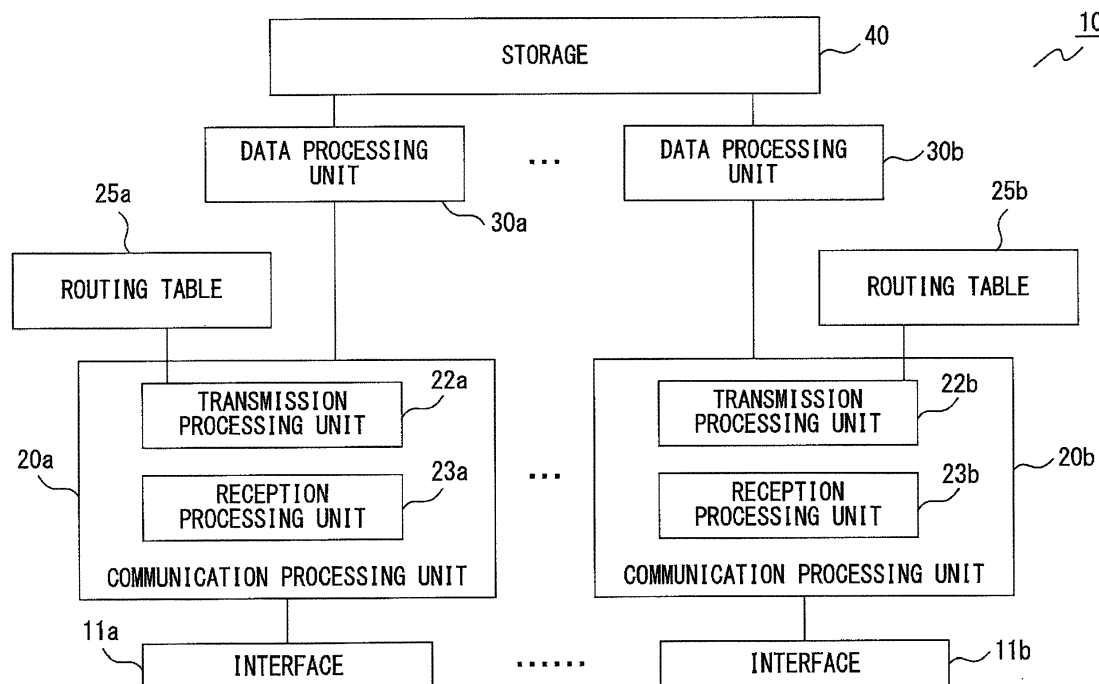 10
STORAGE
40
DATA PROCESSING
UNIT
30a
...
DATA PROCESSING
UNIT
30b
25a
ROUTING TABLE
25b
ROUTING TABLE
20a
TRANSMISSION
PROCESSING UNIT
22a
RECEPTION
PROCESSING UNIT
23a
COMMUNICATION PROCESSING UNIT
...
TRANSMISSION
PROCESSING UNIT
22b
RECEPTION
PROCESSING UNIT
23b
COMMUNICATION PROCESSING UNIT
20b
11a
INTERFACE
......
INTERFACE
11b